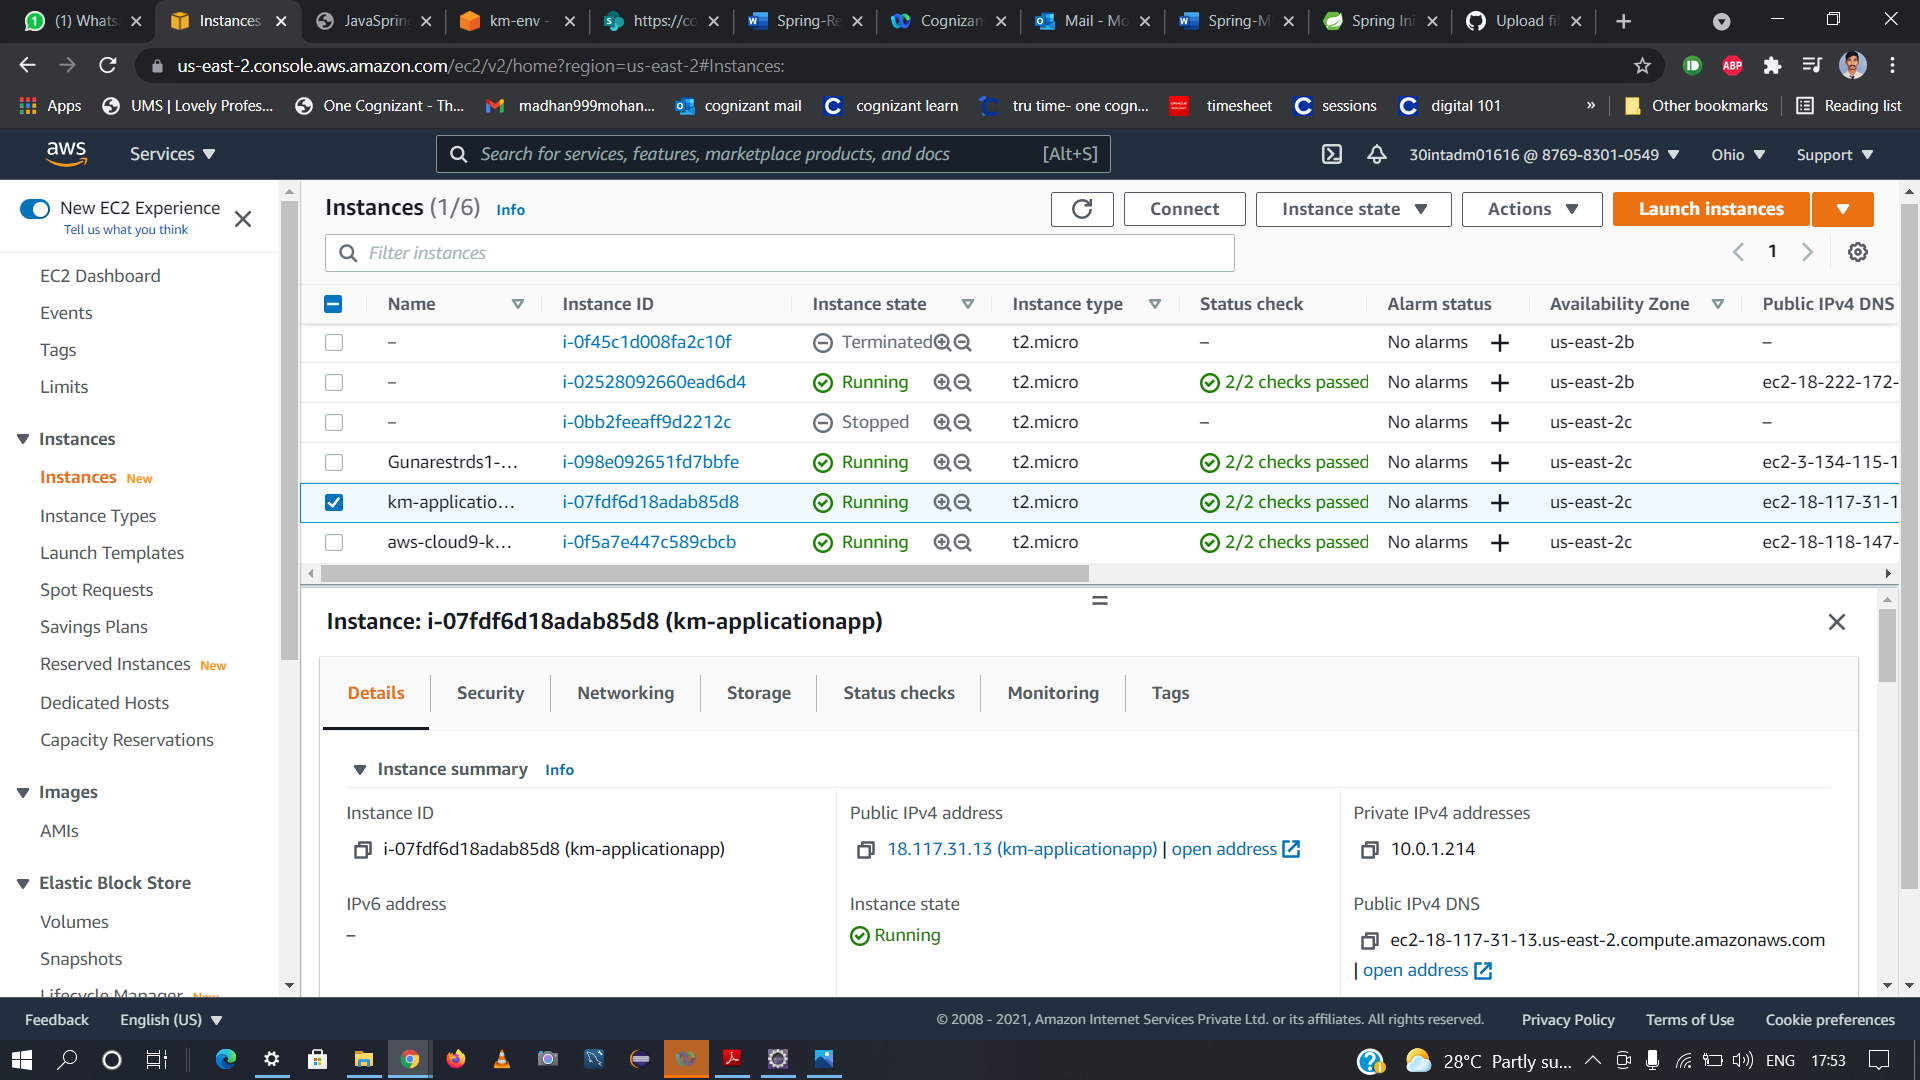 (1) Whats
Instances
JavaSprin
km-env -
https://co
Spring-Re
Cognizan
Mail - Mo
Spring-M
Spring Ini
Upload fil
us-east-2.console.aws.amazon.com/ec2/v2/home?region=us-east-2#Instances:
ABP
Apps
UMS | Lovely Profes...
One Cognizant - Th...
madhan999mohan...
cognizant mail
cognizant learn
tru time- one cogn...
timesheet
sessions
digital 101
»
Other bookmarks
Reading list
aws
Services
Search for services, features, marketplace products, and docs
[Alt+S]
30intadm01616 @ 8769-8301-0549
Ohio
Support
New EC2 Experience
Tell us what you think
EC2 Dashboard
Events
Tags
Limits
Instances
Instances New
Instance Types
Launch Templates
Spot Requests
Savings Plans
Reserved Instances New
Dedicated Hosts
Capacity Reservations
Images
AMIs
Elastic Block Store
Volumes
Snapshots
Lifecycle Manager New
Instances (1/6) Info
Connect
Instance state
Actions
Launch instances
Filter instances
1
Name Instance ID Instance state Instance type Status check Alarm status Availability Zone Public IPv4 DNS
– i-0f45c1d008fa2c10f Terminated t2.micro – No alarms + us-east-2b –
– i-02528092660ead6d4 Running t2.micro 2/2 checks passed No alarms + us-east-2b ec2-18-222-172-
– i-0bb2feeaff9d2212c Stopped t2.micro – No alarms + us-east-2c –
Gunarestrds1-... i-098e092651fd7bbfe Running t2.micro 2/2 checks passed No alarms + us-east-2c ec2-3-134-115-1
km-applicatio... i-07fdf6d18adab85d8 Running t2.micro 2/2 checks passed No alarms + us-east-2c ec2-18-117-31-1
aws-cloud9-k... i-0f5a7e447c589cbcb Running t2.micro 2/2 checks passed No alarms + us-east-2c ec2-18-118-147-
Instance: i-07fdf6d18adab85d8 (km-applicationapp)
Details
Security
Networking
Storage
Status checks
Monitoring
Tags
Instance summary Info
Instance ID
i-07fdf6d18adab85d8 (km-applicationapp)
Public IPv4 address
18.117.31.13 (km-applicationapp) | open address
Private IPv4 addresses
10.0.1.214
IPv6 address
–
Instance state
Running
Public IPv4 DNS
ec2-18-117-31-13.us-east-2.compute.amazonaws.com
| open address
Feedback
English (US)
© 2008 - 2021, Amazon Internet Services Private Ltd. or its affiliates. All rights reserved.
Privacy Policy
Terms of Use
Cookie preferences
28°C Partly su...
ENG
17:53